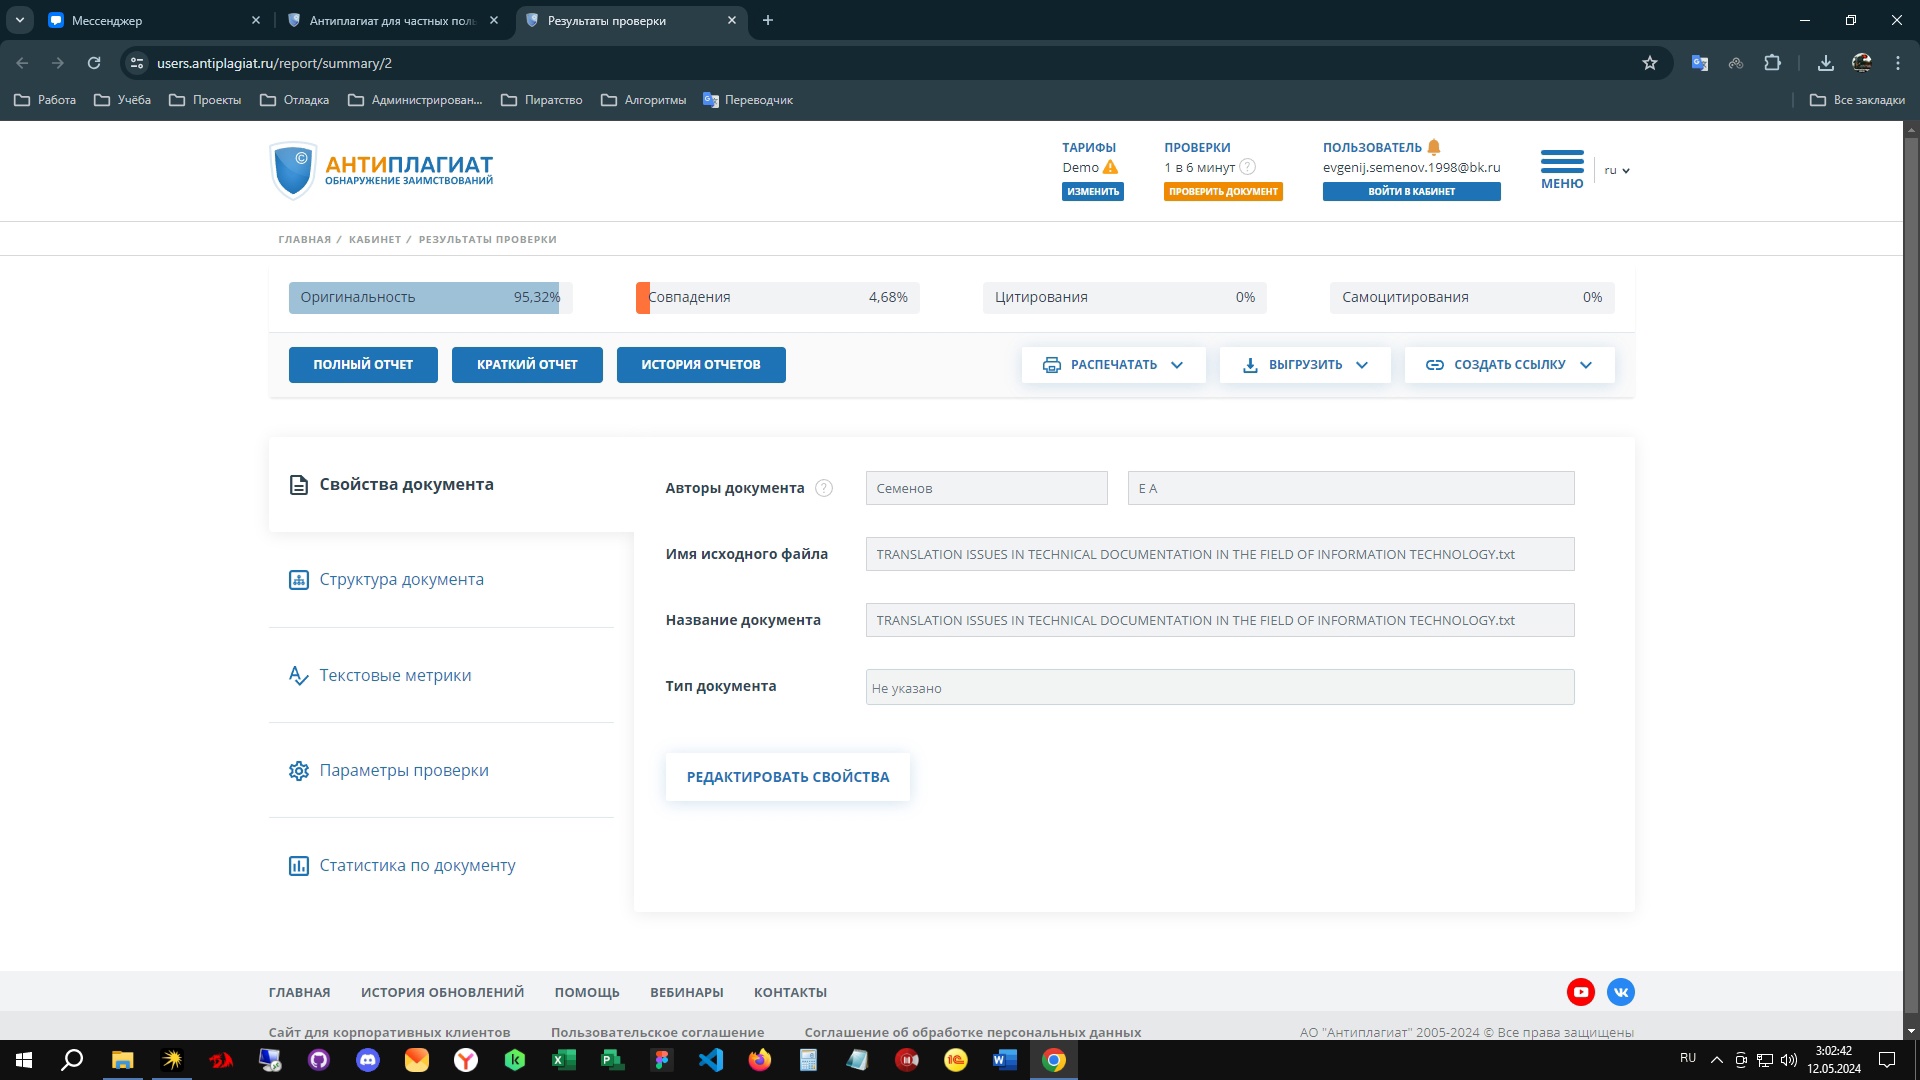 Мессенджер
Антиплагиат для частных поль
Результаты проверки
users.antiplagiat.ru/report/summary/2
Работа
Учёба
Проекты
Отладка
Администрирован...
Пиратство
Алгоритмы
Переводчик
Все закладки
©
АНТИПЛАГИАТ
ОБНАРУЖЕНИЕ ЗАИМСТВОВАНИЙ
ТАРИФЫ
Demo
ИЗМЕНИТЬ
ПРОВЕРКИ
1 в 6 минут ?
ПРОВЕРИТЬ ДОКУМЕНТ
ПОЛЬЗОВАТЕЛЬ
evgenij.semenov.1998@bk.ru
ВОЙТИ В КАБИНЕТ
МЕНЮ
ru
ГЛАВНАЯ / КАБИНЕТ / РЕЗУЛЬТАТЫ ПРОВЕРКИ
Оригинальность 95,32%
Совпадения 4,68%
Цитирования 0%
Самоцитирования 0%
ПОЛНЫЙ ОТЧЕТ
КРАТКИЙ ОТЧЕТ
ИСТОРИЯ ОТЧЕТОВ
РАСПЕЧАТАТЬ
ВЫГРУЗИТЬ
СОЗДАТЬ ССЫЛКУ
Свойства документа
Структура документа
Текстовые метрики
Параметры проверки
Статистика по документу
Авторы документа ?
Семенов
Е А
Имя исходного файла
TRANSLATION ISSUES IN TECHNICAL DOCUMENTATION IN THE FIELD OF INFORMATION TECHNOLOGY.txt
Название документа
TRANSLATION ISSUES IN TECHNICAL DOCUMENTATION IN THE FIELD OF INFORMATION TECHNOLOGY.txt
Тип документа
Не указано
РЕДАКТИРОВАТЬ СВОЙСТВА
ГЛАВНАЯ
ИСТОРИЯ ОБНОВЛЕНИЙ
ПОМОЩЬ
ВЕБИНАРЫ
КОНТАКТЫ
Сайт для корпоративных клиентов
Пользовательское соглашение
Соглашение об обработке персональных данных
АО "Антиплагиат" 2005-2024 © Все права защищены
RU
3:02:42
12.05.2024